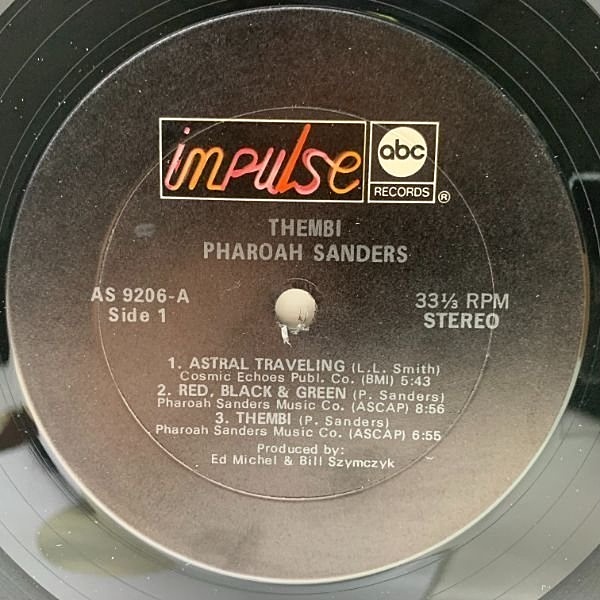 impulse
abc
RECORDS ®
THEMBI
PHAROAH SANDERS
AS 9206-A
Side 1
33⅓ RPM
STEREO
1. ASTRAL TRAVELING (L.L. Smith)
Cosmic Echoes Publ. Co. (BMI) 5:43
2. RED, BLACK & GREEN (P. Sanders)
Pharoah Sanders Music Co. (ASCAP) 8:56
3. THEMBI (P. Sanders)
Pharoah Sanders Music Co. (ASCAP) 6:55
Produced by:
Ed Michel & Bill Szymczyk